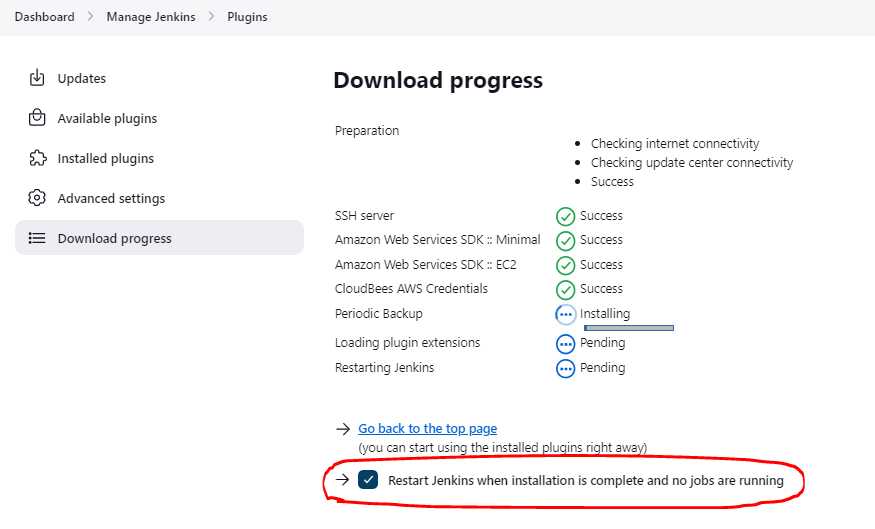 Dashboard > Manage Jenkins > Plugins
Updates
Available plugins
Installed plugins
Advanced settings
Download progress
Download progress
Preparation
• Checking internet connectivity
• Checking update center connectivity
• Success
SSH server Success
Amazon Web Services SDK :: Minimal Success
Amazon Web Services SDK :: EC2 Success
CloudBees AWS Credentials Success
Periodic Backup Installing
Loading plugin extensions Pending
Restarting Jenkins Pending
→ Go back to the top page
(you can start using the installed plugins right away)
→ Restart Jenkins when installation is complete and no jobs are running